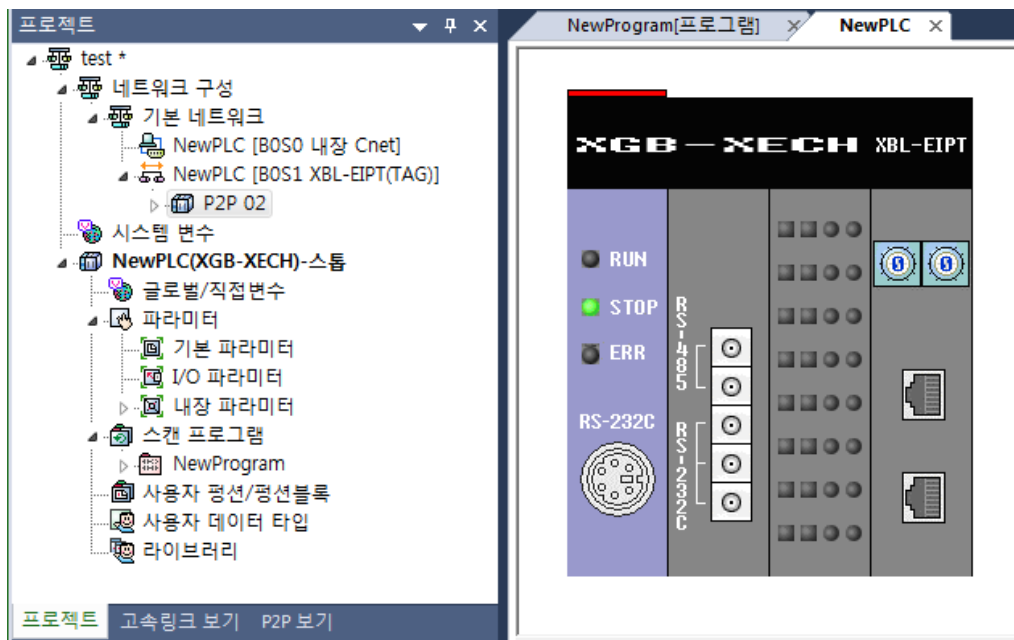 프로젝트
test *
네트워크 구성
기본 네트워크
NewPLC [B0S0 내장 Cnet]
NewPLC [B0S1 XBL-EIPT(TAG)]
P2P 02
시스템 변수
NewPLC(XGB-XECH)-스톱
글로벌/직접변수
파라미터
기본 파라미터
I/O 파라미터
내장 파라미터
스캔 프로그램
NewProgram
사용자 펑션/펑션블록
사용자 데이터 타입
라이브러리
프로젝트 고속링크 보기 P2P 보기
NewProgram[프로그램] NewPLC
XGB-XECH XBL-EIPT
RUN
STOP
ERR
RS-232C
RS-485
RS-232C
0 0